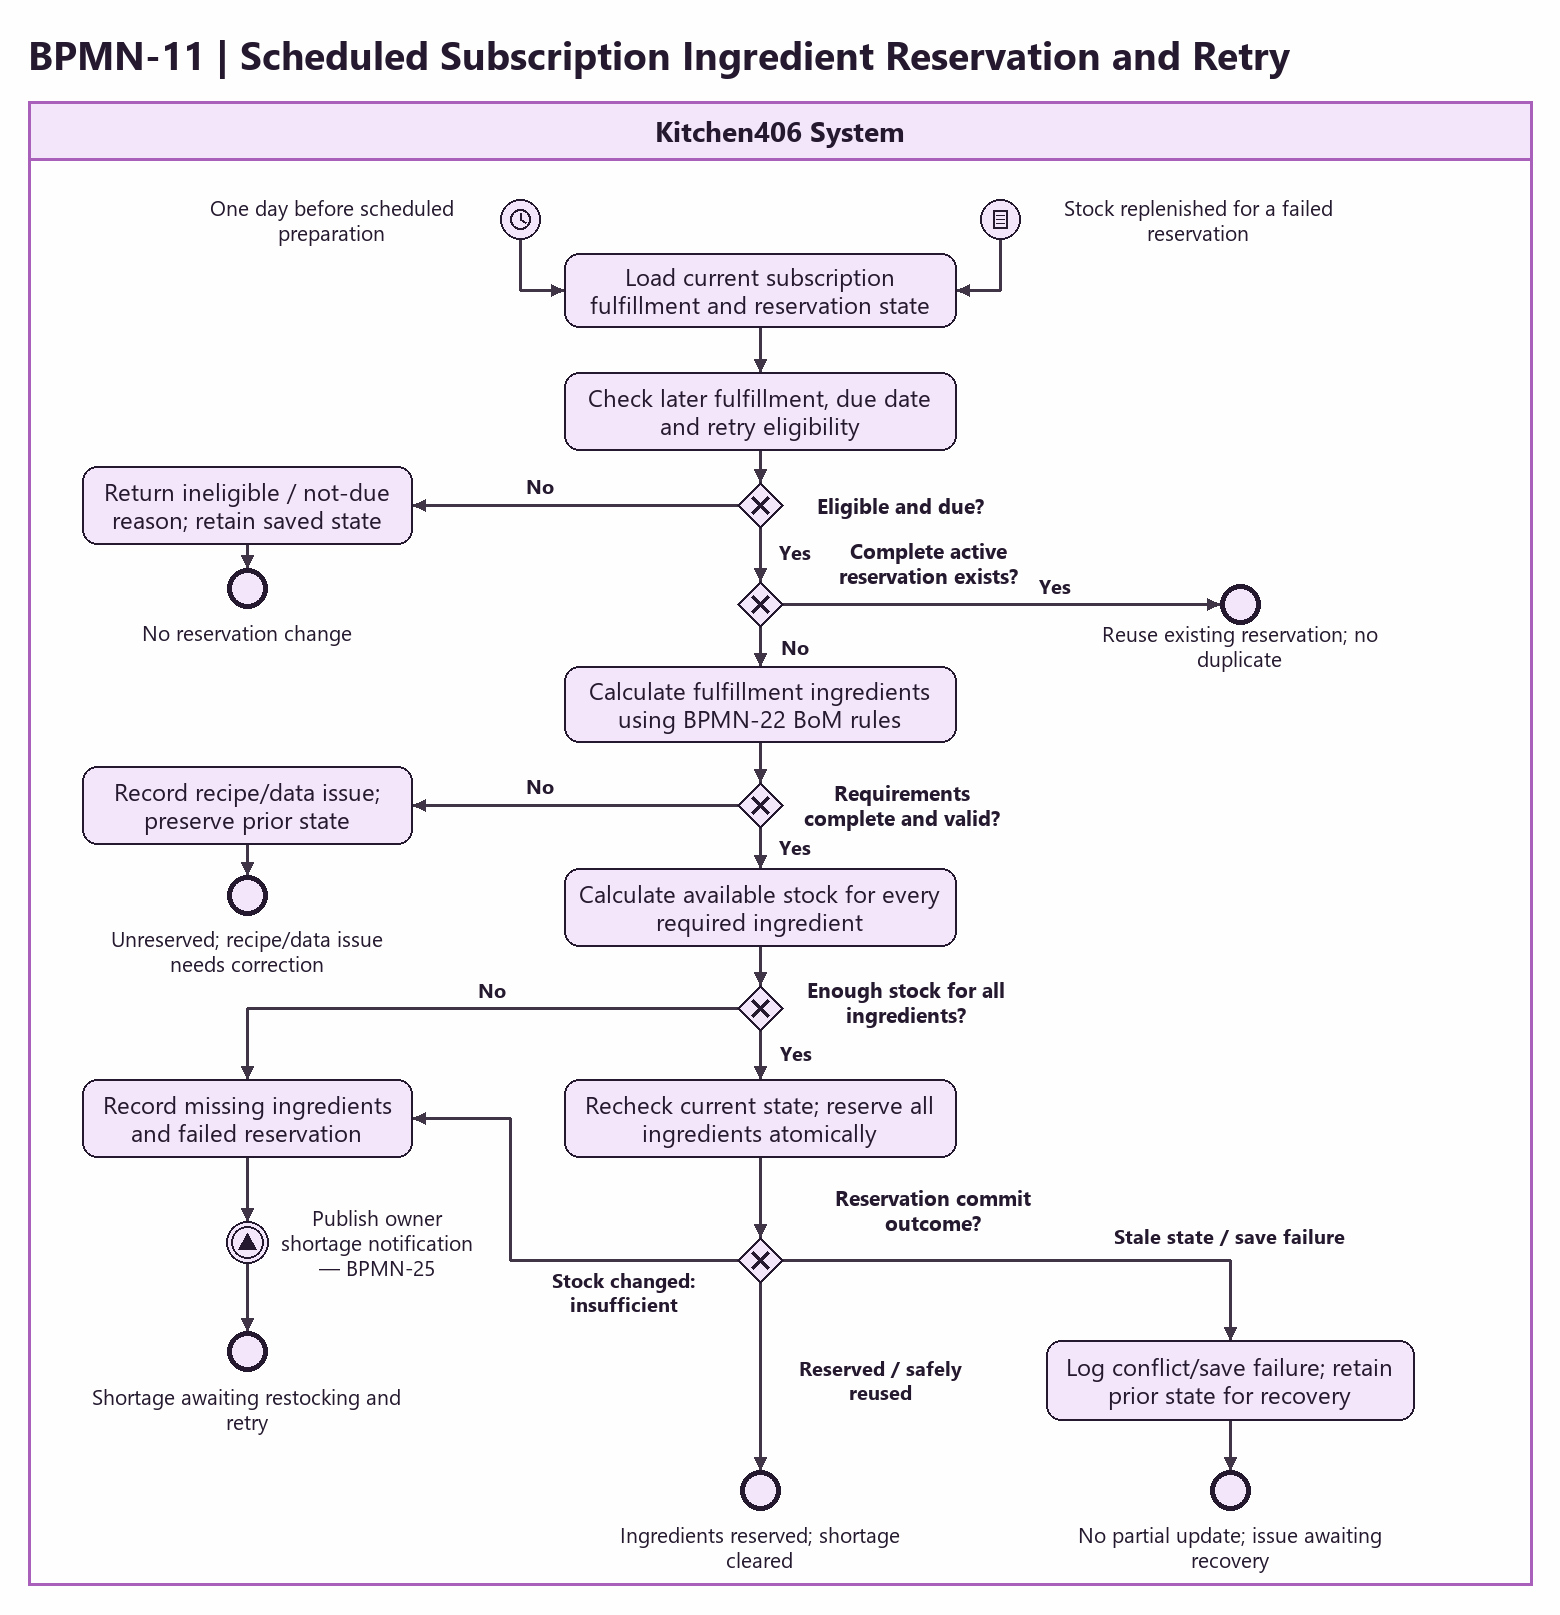 BPMN-11 | Scheduled Subscription Ingredient Reservation and Retry
Kitchen406 System
One day before scheduled
preparation
Stock replenished for a failed
reservation
Load current subscription
fulfillment and reservation state
Check later fulfillment, due date
and retry eligibility
Return ineligible / not-due
reason; retain saved state
No
Eligible and due?
Yes
Complete active
reservation exists?
Yes
No reservation change
Reuse existing reservation; no
duplicate
No
Calculate fulfillment ingredients
using BPMN-22 BoM rules
Record recipe/data issue;
preserve prior state
No
Requirements
complete and valid?
Yes
Calculate available stock for every
required ingredient
Unreserved; recipe/data issue
needs correction
No
Enough stock for all
ingredients?
Yes
Record missing ingredients
and failed reservation
Recheck current state; reserve all
ingredients atomically
Publish owner
shortage notification
— BPMN-25
Reservation commit
outcome?
Stale state / save failure
Stock changed:
insufficient
Reserved / safely
reused
Log conflict/save failure; retain
prior state for recovery
Shortage awaiting restocking and
retry
Ingredients reserved; shortage
cleared
No partial update; issue awaiting
recovery